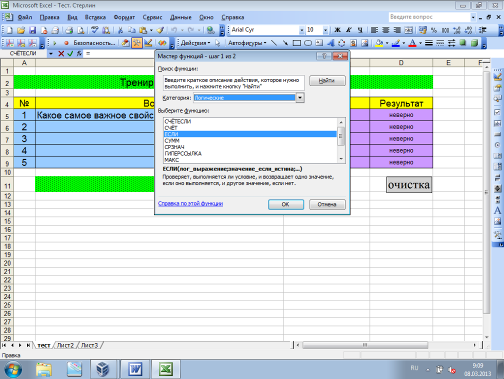 Microsoft Excel - Тест. Стерлин
Файл Правка Вид Вставка Формат Сервис Данные Окно Справка
Введите вопрос
Arial Cyr 10
Безопасность... Действия Автофигуры
СЧЁТЕСЛИ =
A D
Мастер функций - шаг 1 из 2
Поиск функции:
Введите краткое описание действия, которое нужно
выполнить, и нажмите кнопку "Найти"
Найти
Категория: Логические
Выберите функцию:
СЧЁТЕСЛИ
СЧЁТ
ЕСЛИ
СУММ
СРЗНАЧ
ГИПЕРССЫЛКА
МАКС
ЕСЛИ(лог_выражение;значение_если_истина;...)
Проверяет, выполняется ли условие, и возвращает одно значение,
если оно выполняется, и другое значение, если нет.
Справка по этой функции
OK Отмена
Тренир
№ Во Результат
1 Какое самое важное свойс неверно
2 неверно
3 неверно
4 неверно
5 неверно
очистка
тест Лист2 Лист3
Правка
RU
9:09
08.03.2013